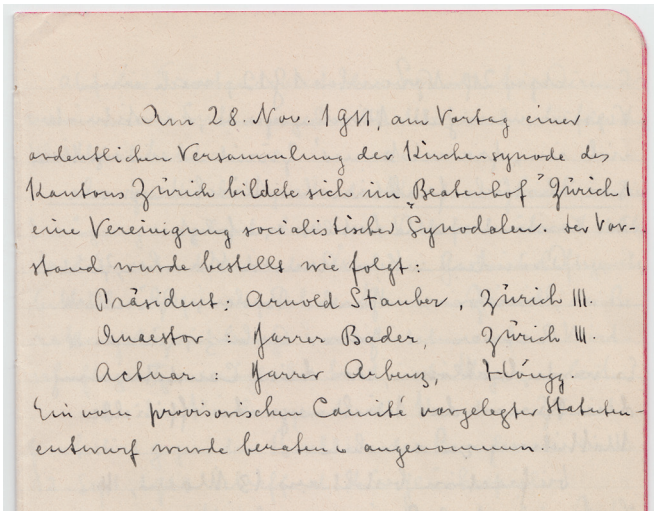 Am 28. Nov. 1911, am Vortag einer
ordentlichen Versammlung der Kirchensynode des
Kantons Zürich bildete sich im "Beatenhof" Zürich 1
eine Vereinigung socialistischer "Synodalen. Der Vor-
stand wurde bestellt wie folgt:
Präsident: Arnold Stauber, Zürich III.
Quaestor : Pfarrer Bader, Zürich III.
Actuar : Pfarrer Arbenz, Höngg
Ein vom provisorischen Comité vorgelegter Statuten-
entwurf wurde beraten u. angenommen.